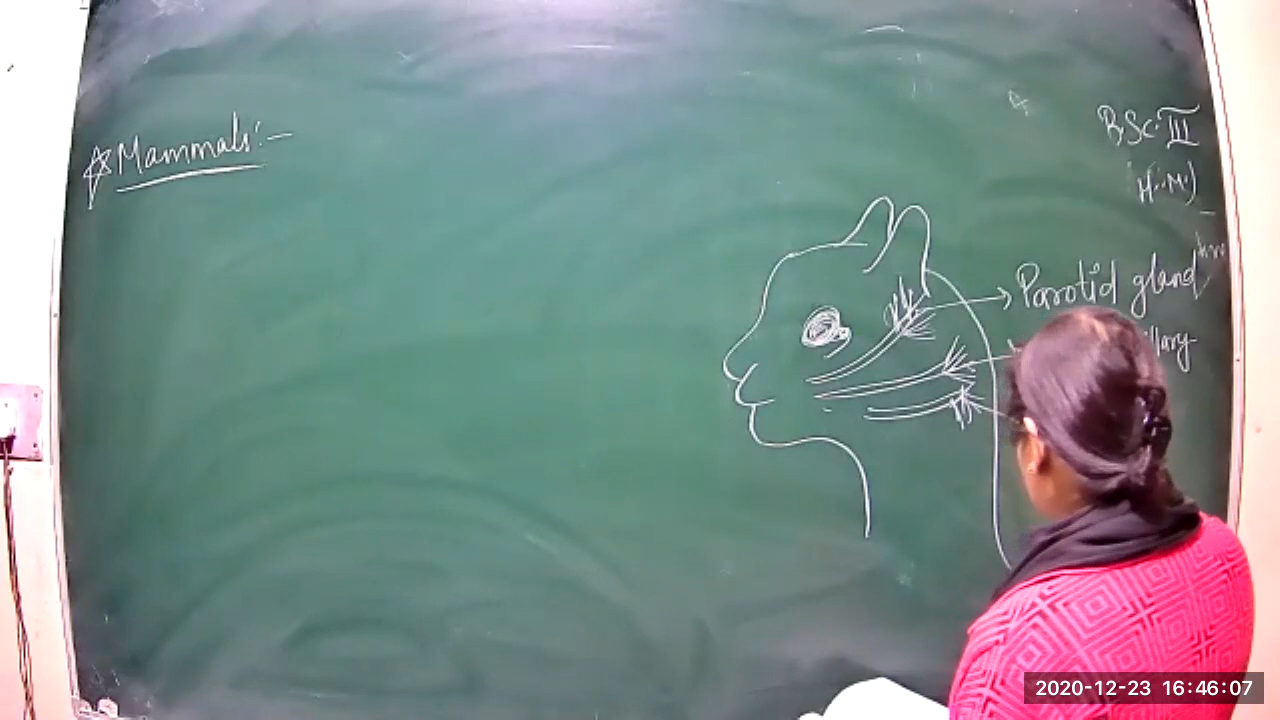 Mammals:-
BSc. III
(H..M.)
Parotid gland
2020-12-23 16:46:07